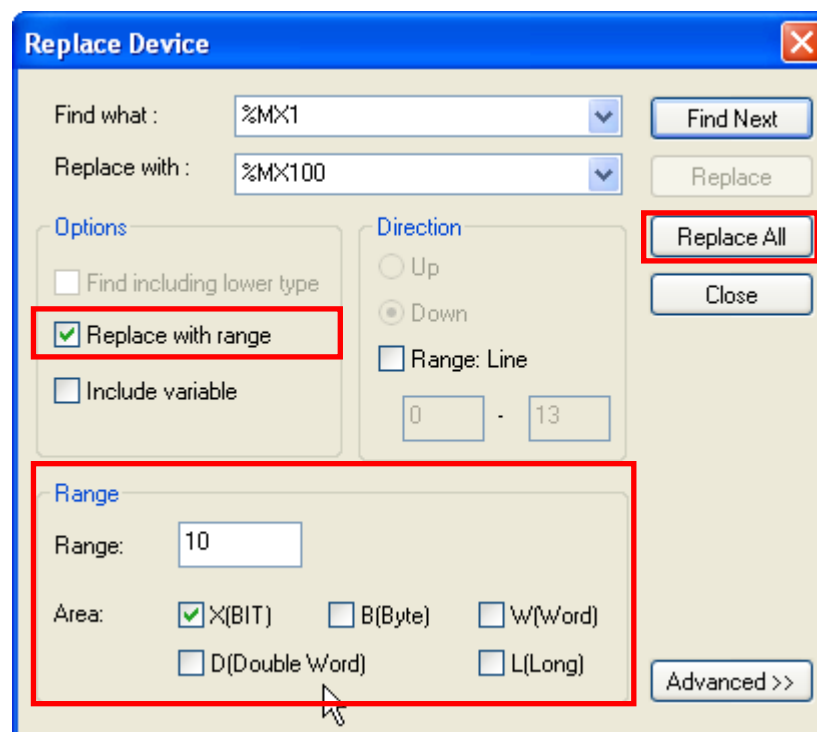 Replace Device
Find what :
%MX1
Find Next
Replace with :
%MX100
Replace
Options
Direction
Replace All
Find including lower type
Up
Close
Replace with range
Down
Include variable
Range: Line
0 - 13
Range
Range:
10
Area:
X(BIT)
B(Byte)
W(Word)
D(Double Word)
L(Long)
Advanced >>